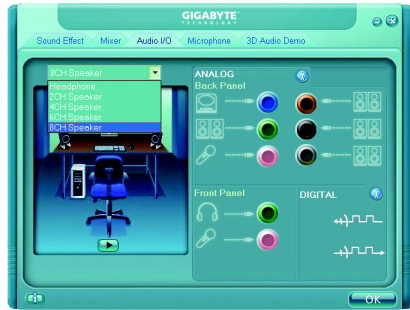 GIGABYTE
TECHNOLOGY
Sound Effect Mixer Audio I/O Microphone 3D Audio Demo
8CH Speaker
Headphone
2CH Speaker
4CH Speaker
6CH Speaker
8CH Speaker
ANALOG
Back Panel
Front Panel
DIGITAL
OK